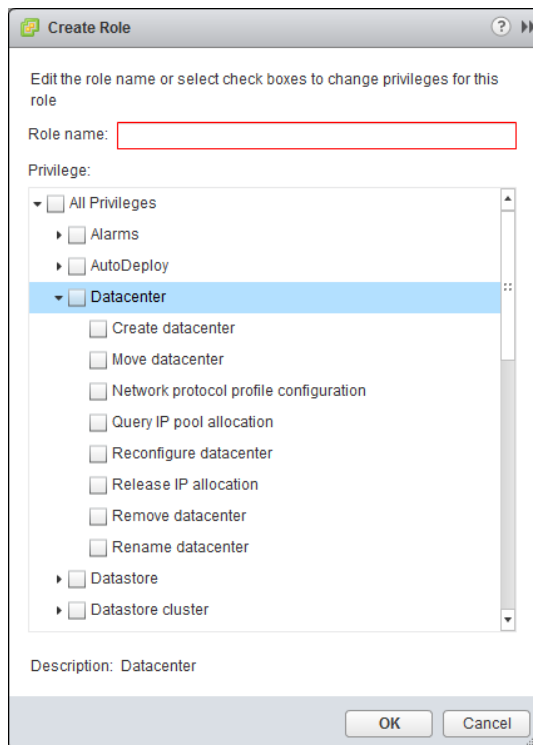 Create Role
Edit the role name or select check boxes to change privileges for this
role
Role name:
Privilege:
All Privileges
Alarms
AutoDeploy
Datacenter
Create datacenter
Move datacenter
Network protocol profile configuration
Query IP pool allocation
Reconfigure datacenter
Release IP allocation
Remove datacenter
Rename datacenter
Datastore
Datastore cluster
Description: Datacenter
OK Cancel